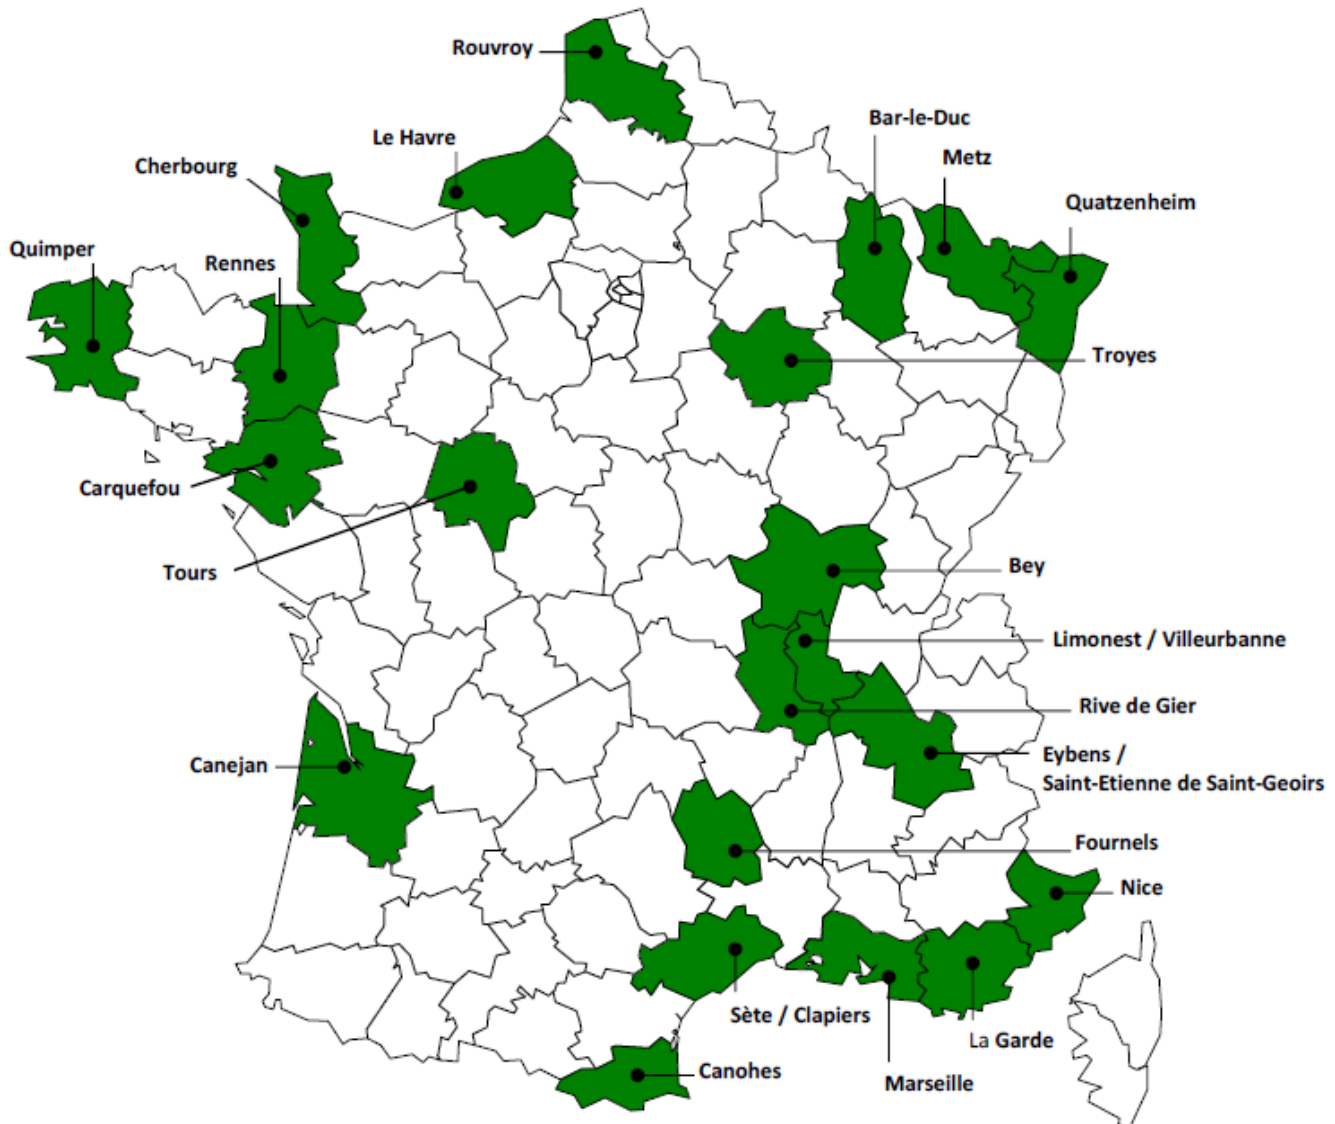 Rouvroy
Bar-le-Duc
Le Havre
Metz
Cherbourg
Quatzenheim
Quimper
Rennes
Troyes
Carquefou
Tours
Bey
Limonest / Villeurbanne
Rive de Gier
Canejan
Eybens /
Saint-Etienne de Saint-Geoirs
Fournels
Nice
Sète / Clapiers
La Garde
Canohes
Marseille